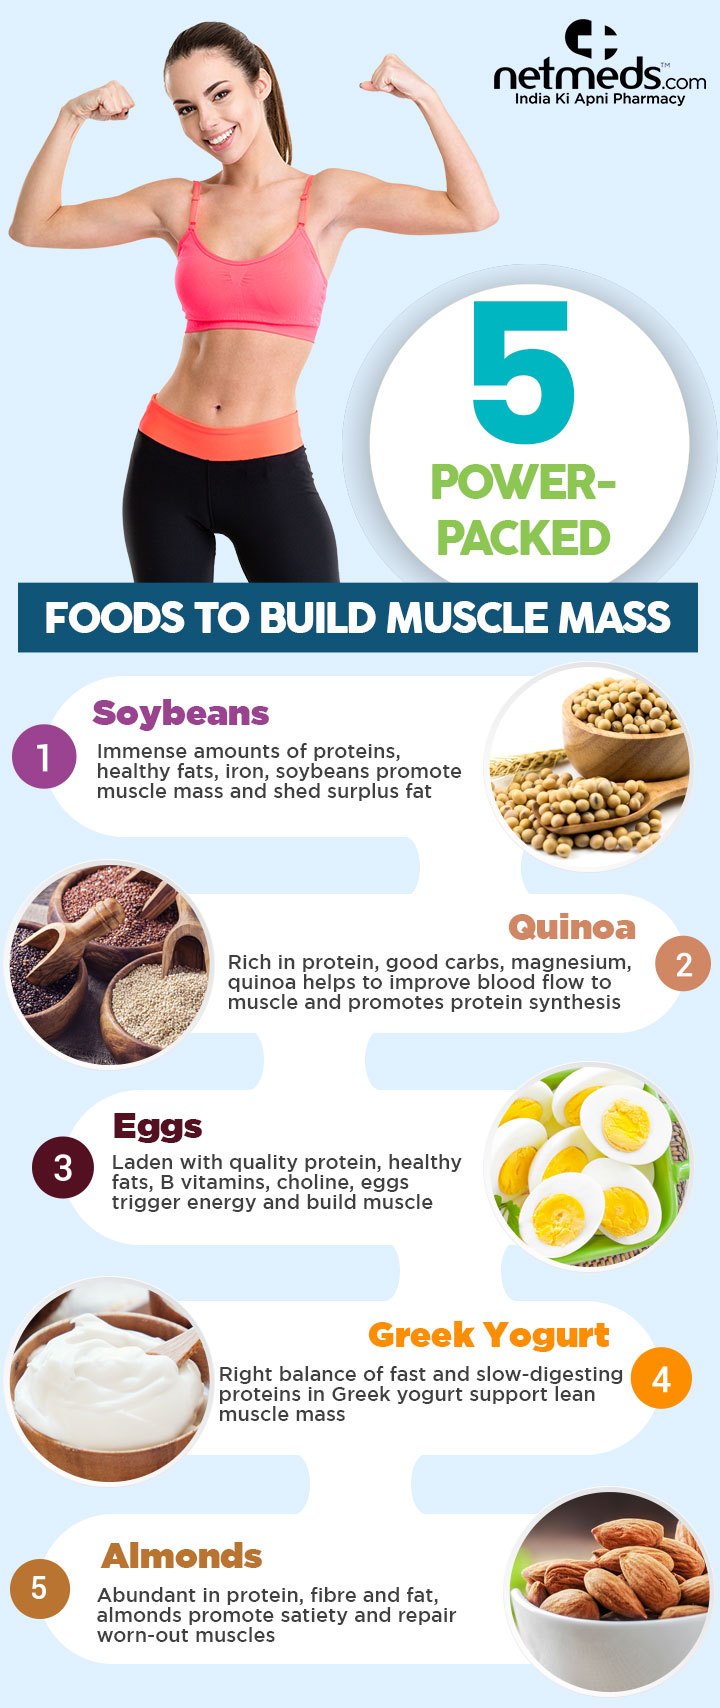 netmeds.com™
India Ki Apni Pharmacy
5
POWER-
PACKED
FOODS TO BUILD MUSCLE MASS
1
Soybeans
Immense amounts of proteins,
healthy fats, iron, soybeans promote
muscle mass and shed surplus fat
Quinoa
2
Rich in protein, good carbs, magnesium,
quinoa helps to improve blood flow to
muscle and promotes protein synthesis
3
Eggs
Laden with quality protein, healthy
fats, B vitamins, choline, eggs
trigger energy and build muscle
Greek Yogurt
4
Right balance of fast and slow-digesting
proteins in Greek yogurt support lean
muscle mass
5
Almonds
Abundant in protein, fibre and fat,
almonds promote satiety and repair
worn-out muscles